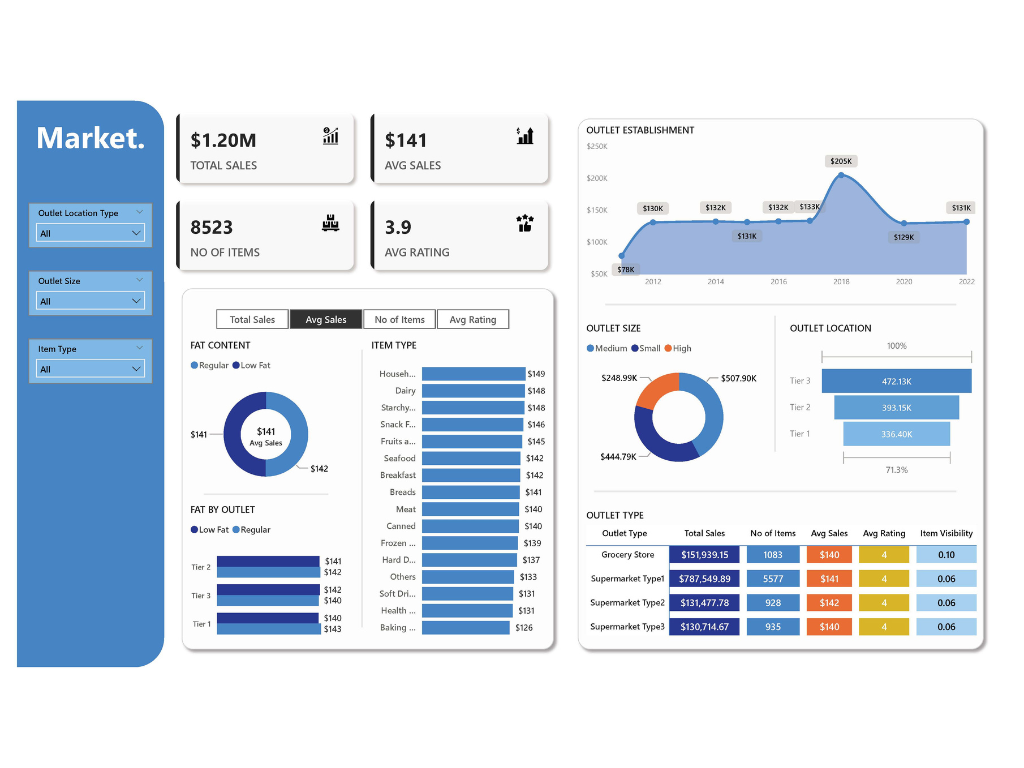 Market.
Outlet Location Type
All
Outlet Size
All
Item Type
All
$1.20M
TOTAL SALES
$141
AVG SALES
8523
NO OF ITEMS
3.9
AVG RATING
Total Sales Avg Sales No of Items Avg Rating
FAT CONTENT
Regular Low Fat
$141
$141
Avg Sales
$142
FAT BY OUTLET
Low Fat Regular
Tier 2 $141 $142
Tier 3 $142 $140
Tier 1 $140 $143
ITEM TYPE
Househ... $149
Dairy $148
Starchy... $148
Snack F... $146
Fruits a... $145
Seafood $142
Breakfast $142
Breads $141
Meat $140
Canned $140
Frozen ... $139
Hard D... $137
Others $133
Soft Dri... $131
Health ... $131
Baking ... $126
OUTLET ESTABLISHMENT
$250K
$200K
$150K
$100K
$50K
$78K $130K $132K $131K $132K $133K $205K $129K $131K
2012 2014 2016 2018 2020 2022
OUTLET SIZE
Medium Small High
$248.99K $507.90K
$444.79K
OUTLET LOCATION
100%
Tier 3 472.13K
Tier 2 393.15K
Tier 1 336.40K
71.3%
OUTLET TYPE
Outlet Type Total Sales No of Items Avg Sales Avg Rating Item Visibility
Grocery Store $151,939.15 1083 $140 4 0.10
Supermarket Type1 $787,549.89 5577 $141 4 0.06
Supermarket Type2 $131,477.78 928 $142 4 0.06
Supermarket Type3 $130,714.67 935 $140 4 0.06